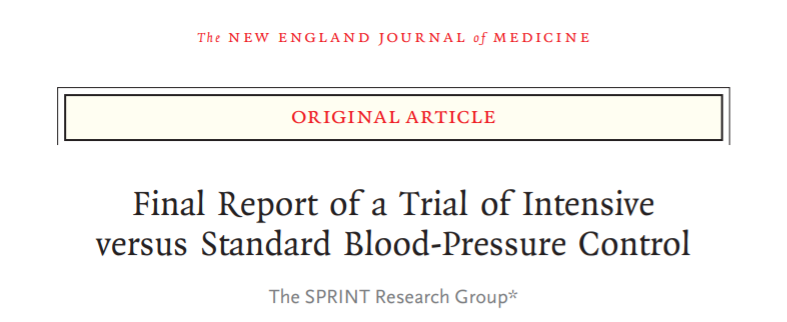 The NEW ENGLAND JOURNAL of MEDICINE
ORIGINAL ARTICLE
Final Report of a Trial of Intensive
versus Standard Blood-Pressure Control
The SPRINT Research Group*